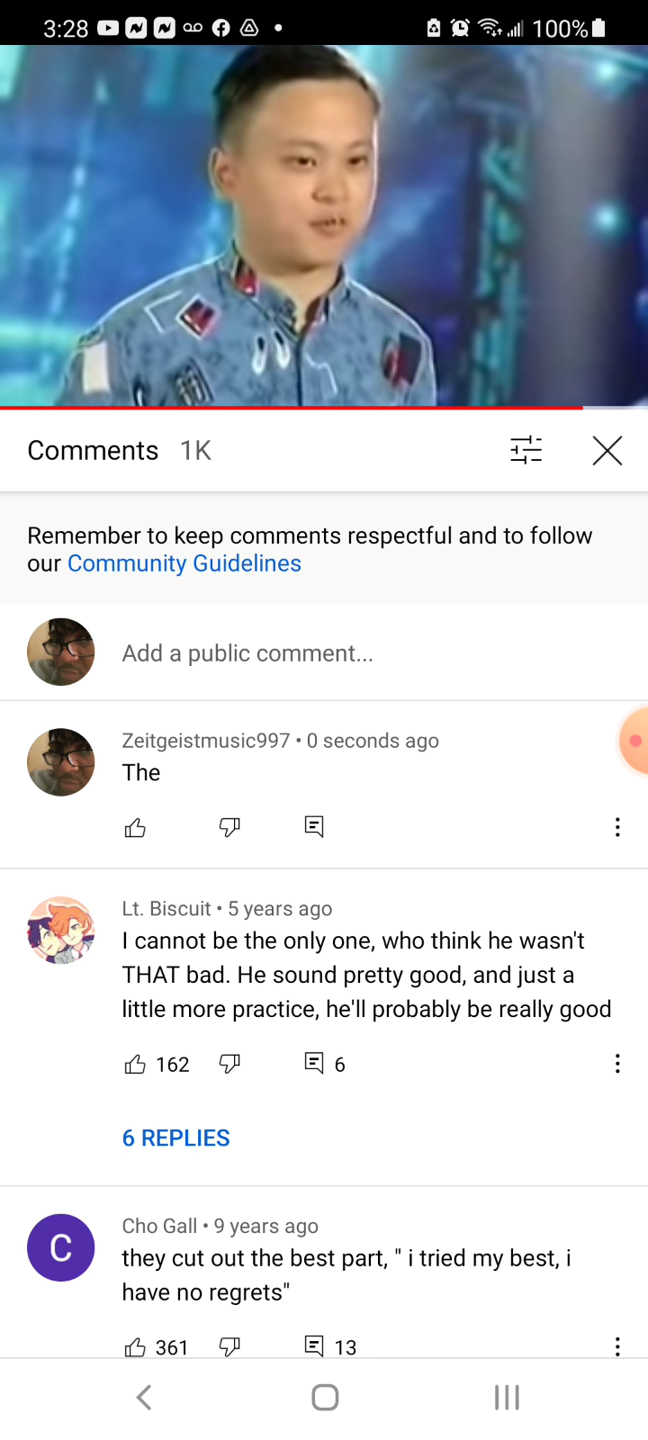 3:28 100%
Comments 1K
Remember to keep comments respectful and to follow
our Community Guidelines
Add a public comment...
Zeitgeistmusic997 • 0 seconds ago
The
Lt. Biscuit • 5 years ago
I cannot be the only one, who think he wasn't
THAT bad. He sound pretty good, and just a
little more practice, he'll probably be really good
162 6
6 REPLIES
C
Cho Gall • 9 years ago
they cut out the best part, " i tried my best, i
have no regrets"
361 13